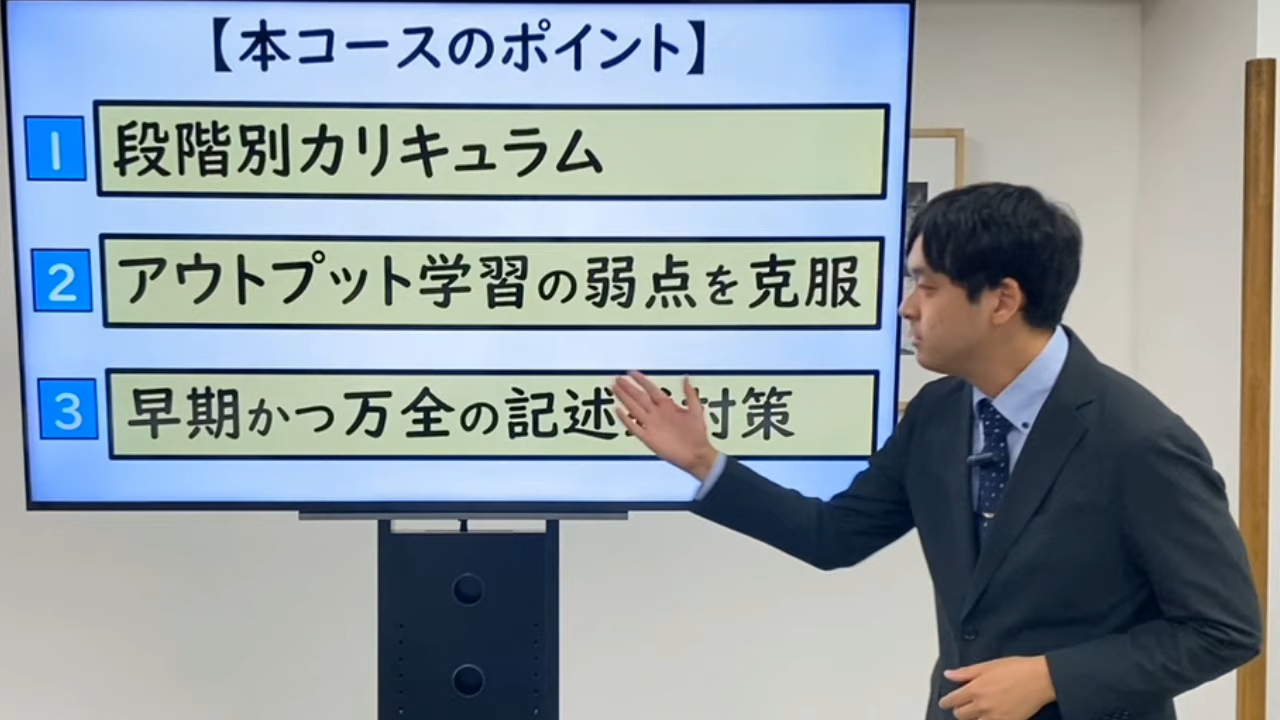 【本コースのポイント】
1 段階別カリキュラム
2 アウトプット学習の弱点を克服
3 早期かつ万全の記述 対策